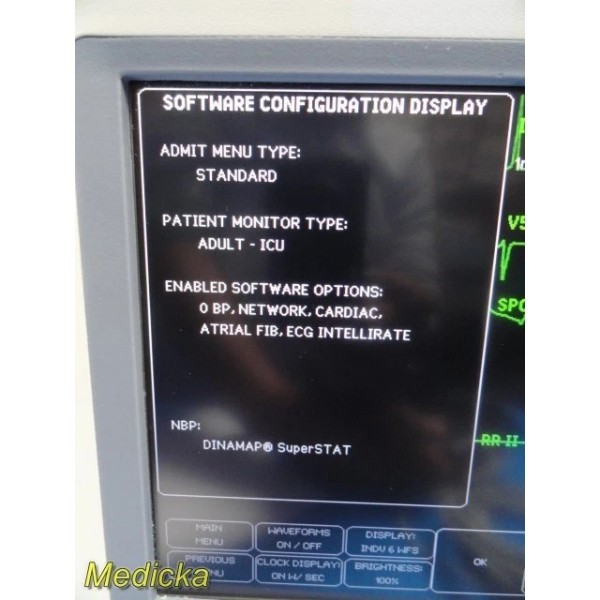 SOFTWARE CONFIGURATION DISPLAY
ADMIT MENU TYPE:
STANDARD
PATIENT MONITOR TYPE:
ADULT - ICU
ENABLED SOFTWARE OPTIONS:
0 BP, NETWORK, CARDIAC,
ATRIAL FIB, ECG INTELLIRATE
NBP:
DINAMAP® SuperSTAT
V5
SPO
RR II
MAIN
MENU
WAVEFORMS
ON / OFF
DISPLAY:
INDV 6 WFS
OK
PREVIOUS
CLOCK DISPLAY:
ON W/ SEC
BRIGHTNESS:
100%
Medicka